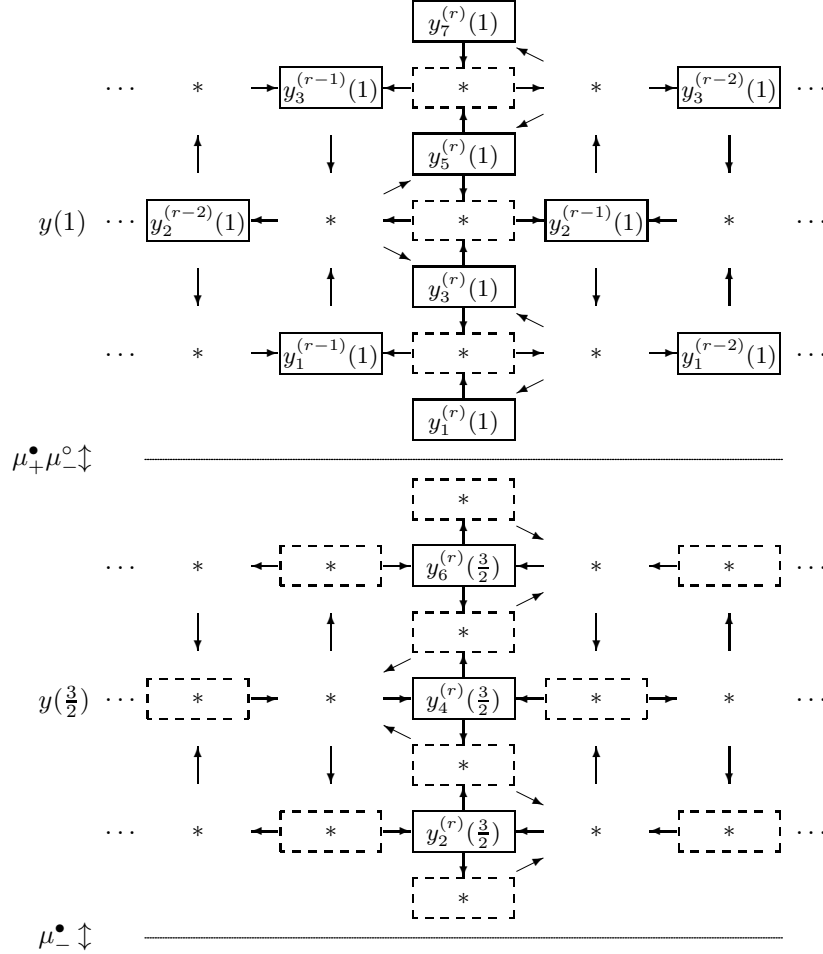 y_7^{(r)}(1)
··· * y_3^{(r−1)}(1) * * y_3^{(r−2)}(1) ···
y_5^{(r)}(1)
y(1) ··· y_2^{(r−2)}(1) * * y_2^{(r−1)}(1) * ···
y_3^{(r)}(1)
··· * y_1^{(r−1)}(1) * * y_1^{(r−2)}(1) ···
y_1^{(r)}(1)
μ_+^• μ_−^∘ ↕
*
··· * * y_6^{(r)}(3/2) * * ···
*
y(3/2) ··· * * y_4^{(r)}(3/2) * * ···
*
··· * * y_2^{(r)}(3/2) * * ···
*
μ_−^• ↕